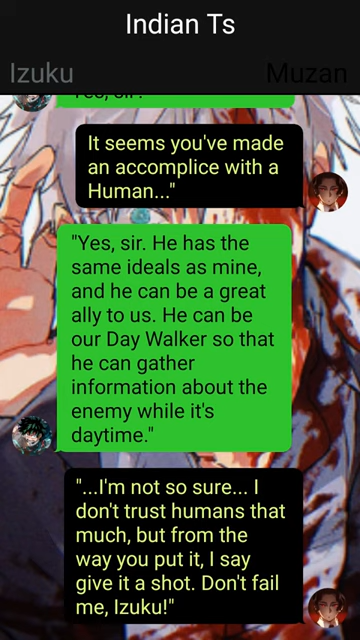 Indian Ts
Izuku
Muzan
Yes, sir?
It seems you've made
an accomplice with a
Human..."
"Yes, sir. He has the
same ideals as mine,
and he can be a great
ally to us. He can be
our Day Walker so that
he can gather
information about the
enemy while it's
daytime."
"...I'm not so sure... I
don't trust humans that
much, but from the
way you put it, I say
give it a shot. Don't fail
me, Izuku!"